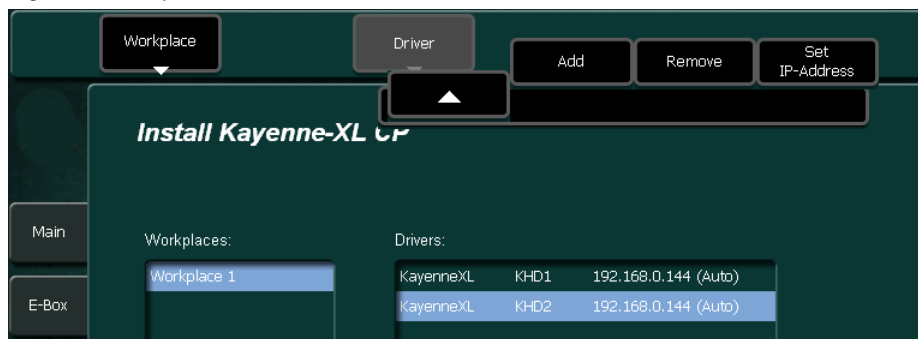 Workplace
Driver
Add
Remove
Set
IP-Address
Install Kayenne-XL CP
Main
Workplaces:
Drivers:
Workplace 1
KayenneXL KHD1 192.168.0.144 (Auto)
E-Box
KayenneXL KHD2 192.168.0.144 (Auto)